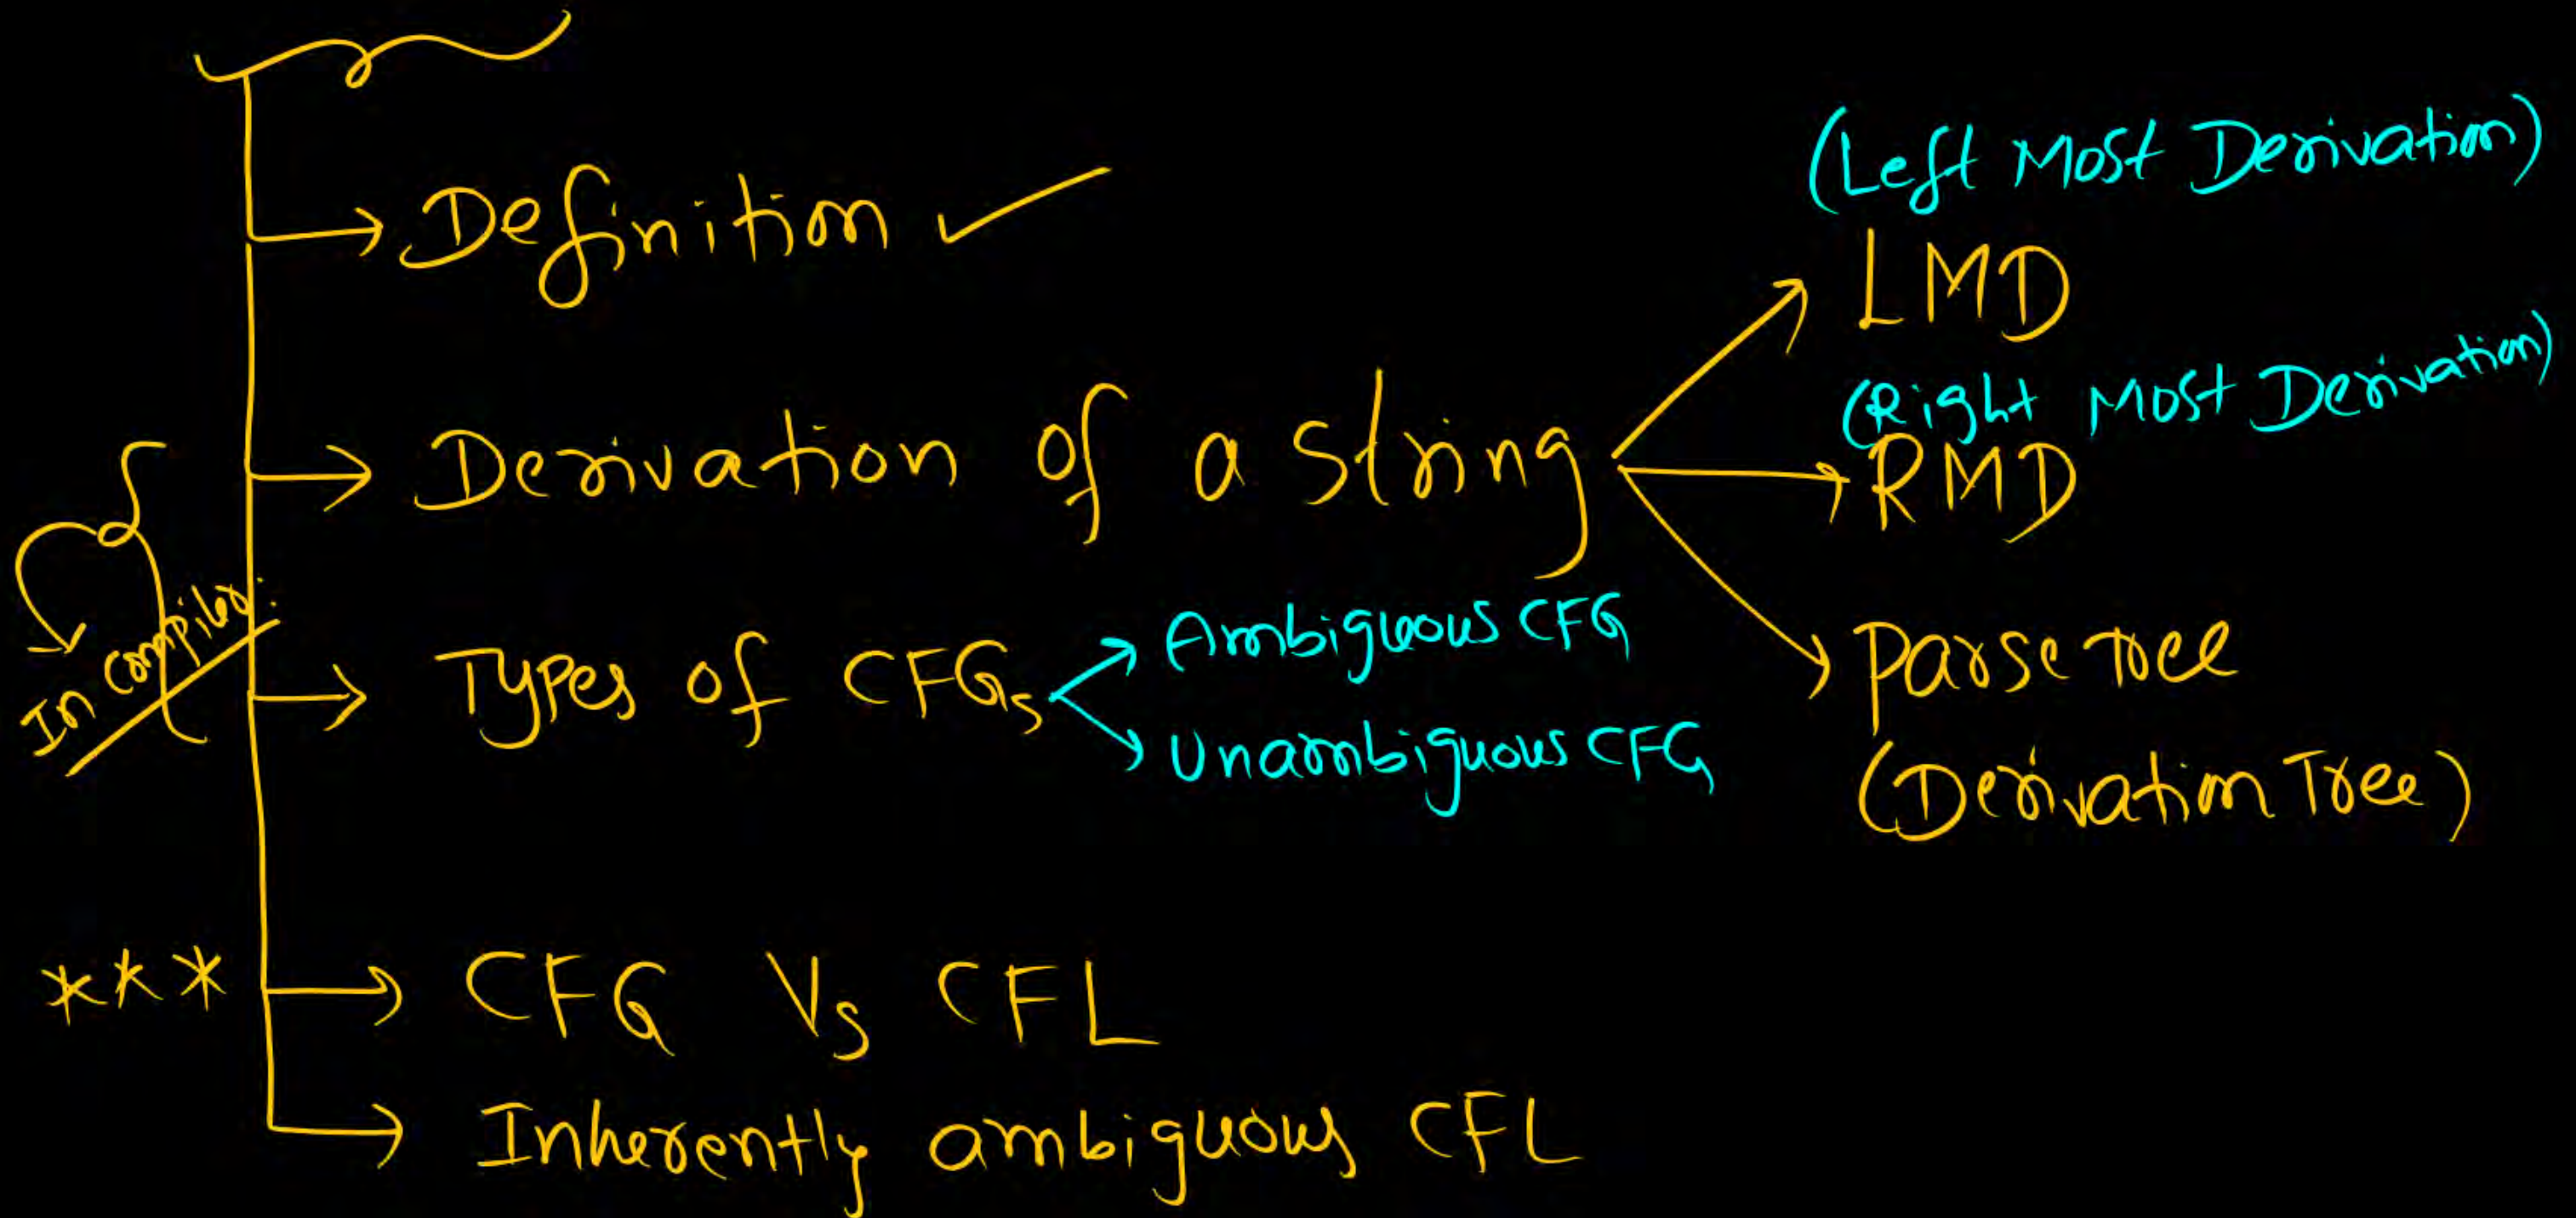 Definition ✓
(Left Most Derivation)
LMD
Derivation of a string
(Right Most Derivation)
RMD
In compiler.
Types of CFGs
Ambiguous CFG
Unambiguous CFG
Parse Tree
(Derivation Tree)
*** CFG Vs CFL
Inherently ambiguous CFL